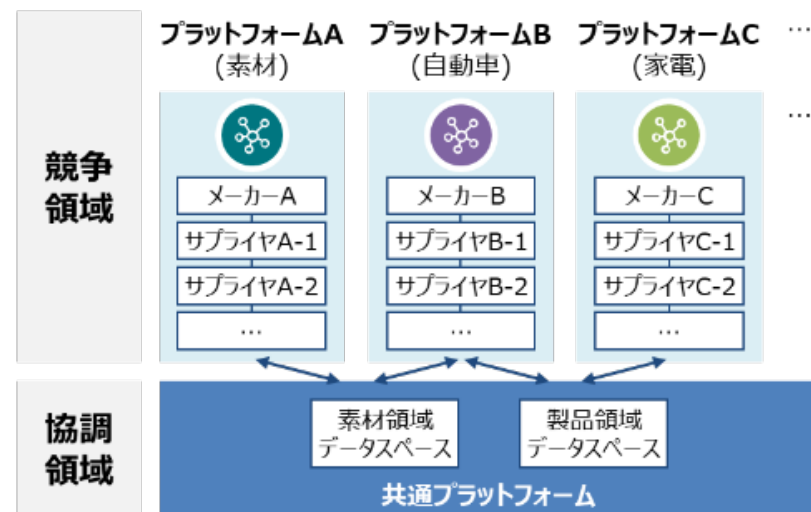 プラットフォームA
(素材)
プラットフォームB
(自動車)
プラットフォームC
(家電)
…
…
競争
領域
メーカーA
サプライヤA-1
サプライヤA-2
…
メーカーB
サプライヤB-1
サプライヤB-2
…
メーカーC
サプライヤC-1
サプライヤC-2
…
協調
領域
素材領域
データスペース
製品領域
データスペース
共通プラットフォーム